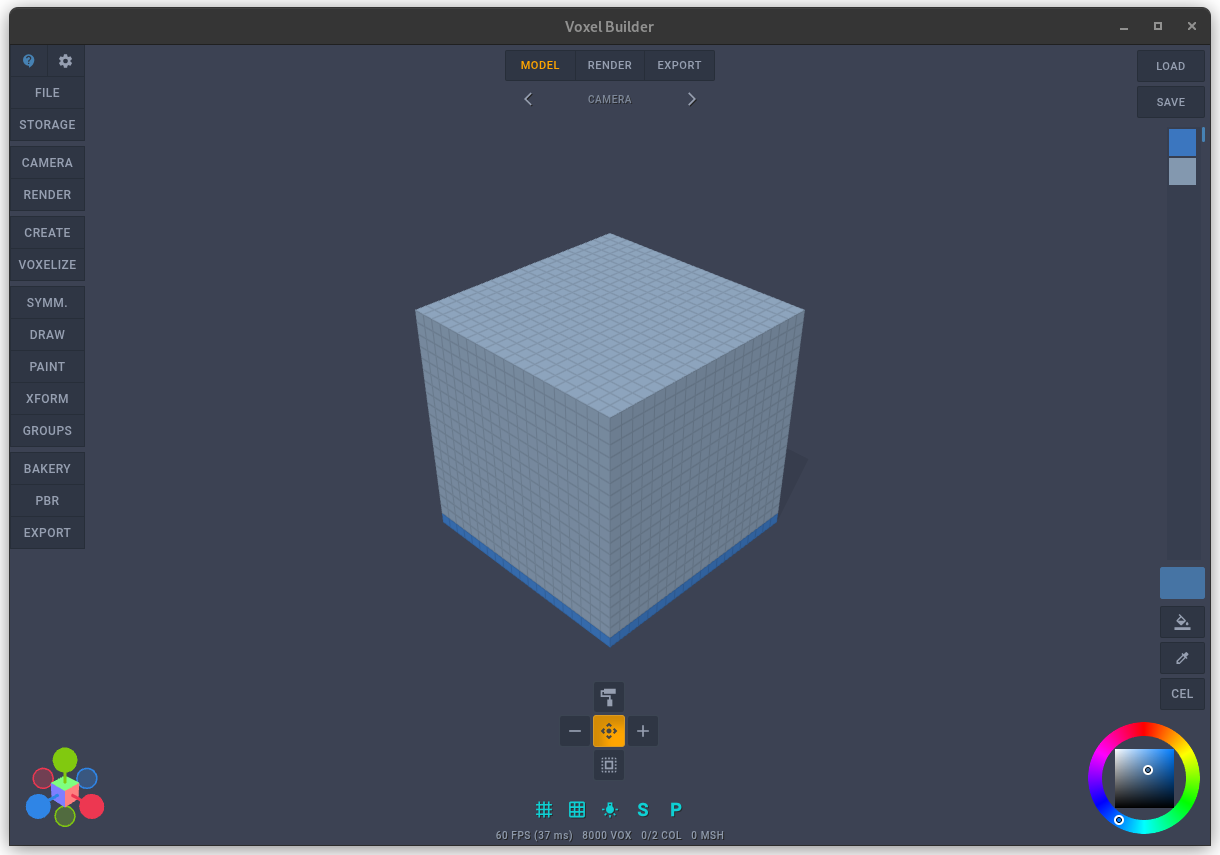 Voxel Builder
MODEL RENDER EXPORT
CAMERA
LOAD
SAVE
FILE
STORAGE
CAMERA
RENDER
CREATE
VOXELIZE
SYMM.
DRAW
PAINT
XFORM
GROUPS
BAKERY
PBR
EXPORT
CEL
S P
60 FPS (37 ms) 8000 VOX 0/2 COL 0 MSH